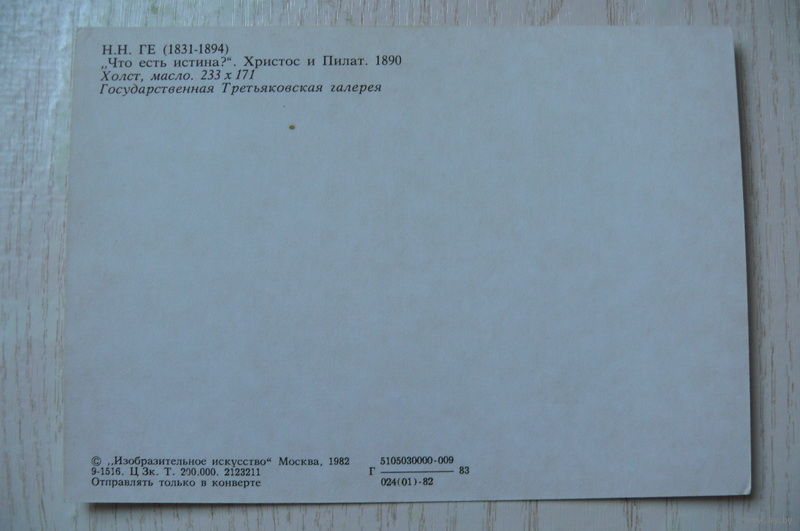 Н.Н. ГЕ (1831-1894)
„Что есть истина?“. Христос и Пилат. 1890
Холст, масло. 233 x 171
Государственная Третьяковская галерея
© „Изобразительное искусство“ Москва, 1982
9-1516. Ц Зк. Т. 290.000. 2123211
Отправлять только в конверте
5105030000-009
Г ——— 83
024(01)-82